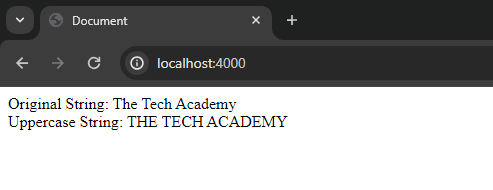 Document
localhost:4000
Original String: The Tech Academy
Uppercase String: THE TECH ACADEMY